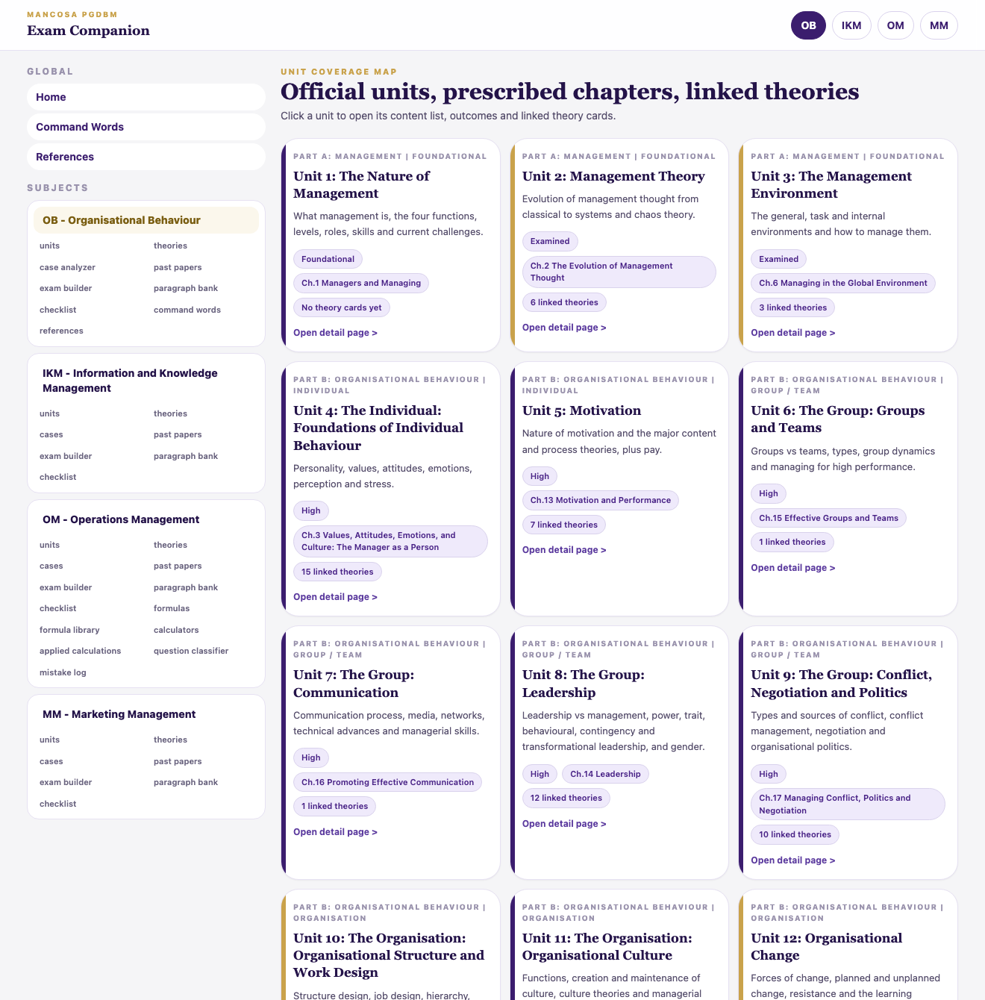 MANCOSA PGDBM
Exam Companion
OB
IKM
OM
MM
GLOBAL
Home
Command Words
References
SUBJECTS
OB - Organisational Behaviour
units
theories
case analyzer
past papers
exam builder
paragraph bank
checklist
command words
references
IKM - Information and Knowledge
Management
units
theories
cases
past papers
exam builder
paragraph bank
checklist
OM - Operations Management
units
theories
cases
past papers
exam builder
paragraph bank
checklist
formulas
formula library
calculators
applied calculations
question classifier
mistake log
MM - Marketing Management
units
theories
cases
past papers
exam builder
paragraph bank
checklist
UNIT COVERAGE MAP
Official units, prescribed chapters, linked theories
Click a unit to open its content list, outcomes and linked theory cards.
PART A: MANAGEMENT | FOUNDATIONAL
Unit 1: The Nature of
Management
What management is, the four functions,
levels, roles, skills and current challenges.
Foundational
Ch.1 Managers and Managing
No theory cards yet
Open detail page >
PART A: MANAGEMENT | FOUNDATIONAL
Unit 2: Management Theory
Evolution of management thought from
classical to systems and chaos theory.
Examined
Ch.2 The Evolution of Management
Thought
6 linked theories
Open detail page >
PART A: MANAGEMENT | FOUNDATIONAL
Unit 3: The Management
Environment
The general, task and internal
environments and how to manage them.
Examined
Ch.6 Managing in the Global Environment
3 linked theories
Open detail page >
PART B: ORGANISATIONAL BEHAVIOUR |
INDIVIDUAL
Unit 4: The Individual:
Foundations of Individual
Behaviour
Personality, values, attitudes, emotions,
perception and stress.
High
Ch.3 Values, Attitudes, Emotions, and
Culture: The Manager as a Person
15 linked theories
Open detail page >
PART B: ORGANISATIONAL BEHAVIOUR |
INDIVIDUAL
Unit 5: Motivation
Nature of motivation and the major content
and process theories, plus pay.
High
Ch.13 Motivation and Performance
7 linked theories
Open detail page >
PART B: ORGANISATIONAL BEHAVIOUR |
GROUP / TEAM
Unit 6: The Group: Groups
and Teams
Groups vs teams, types, group dynamics
and managing for high performance.
High
Ch.15 Effective Groups and Teams
1 linked theories
Open detail page >
PART B: ORGANISATIONAL BEHAVIOUR |
GROUP / TEAM
Unit 7: The Group:
Communication
Communication process, media, networks,
technical advances and managerial skills.
High
Ch.16 Promoting Effective Communication
1 linked theories
Open detail page >
PART B: ORGANISATIONAL BEHAVIOUR |
GROUP / TEAM
Unit 8: The Group:
Leadership
Leadership vs management, power, trait,
behavioural, contingency and
transformational leadership, and gender.
High
Ch.14 Leadership
12 linked theories
Open detail page >
PART B: ORGANISATIONAL BEHAVIOUR |
GROUP / TEAM
Unit 9: The Group: Conflict,
Negotiation and Politics
Types and sources of conflict, conflict
management, negotiation and
organisational politics.
High
Ch.17 Managing Conflict, Politics and
Negotiation
10 linked theories
Open detail page >
PART B: ORGANISATIONAL BEHAVIOUR |
ORGANISATION
Unit 10: The Organisation:
Organisational Structure and
Work Design
Structure design, job design, hierarchy,
PART B: ORGANISATIONAL BEHAVIOUR |
ORGANISATION
Unit 11: The Organisation:
Organisational Culture
Functions, creation and maintenance of
culture, culture theories and managerial
PART B: ORGANISATIONAL BEHAVIOUR |
ORGANISATION
Unit 12: Organisational
Change
Forces of change, planned and unplanned
change, resistance and the learning